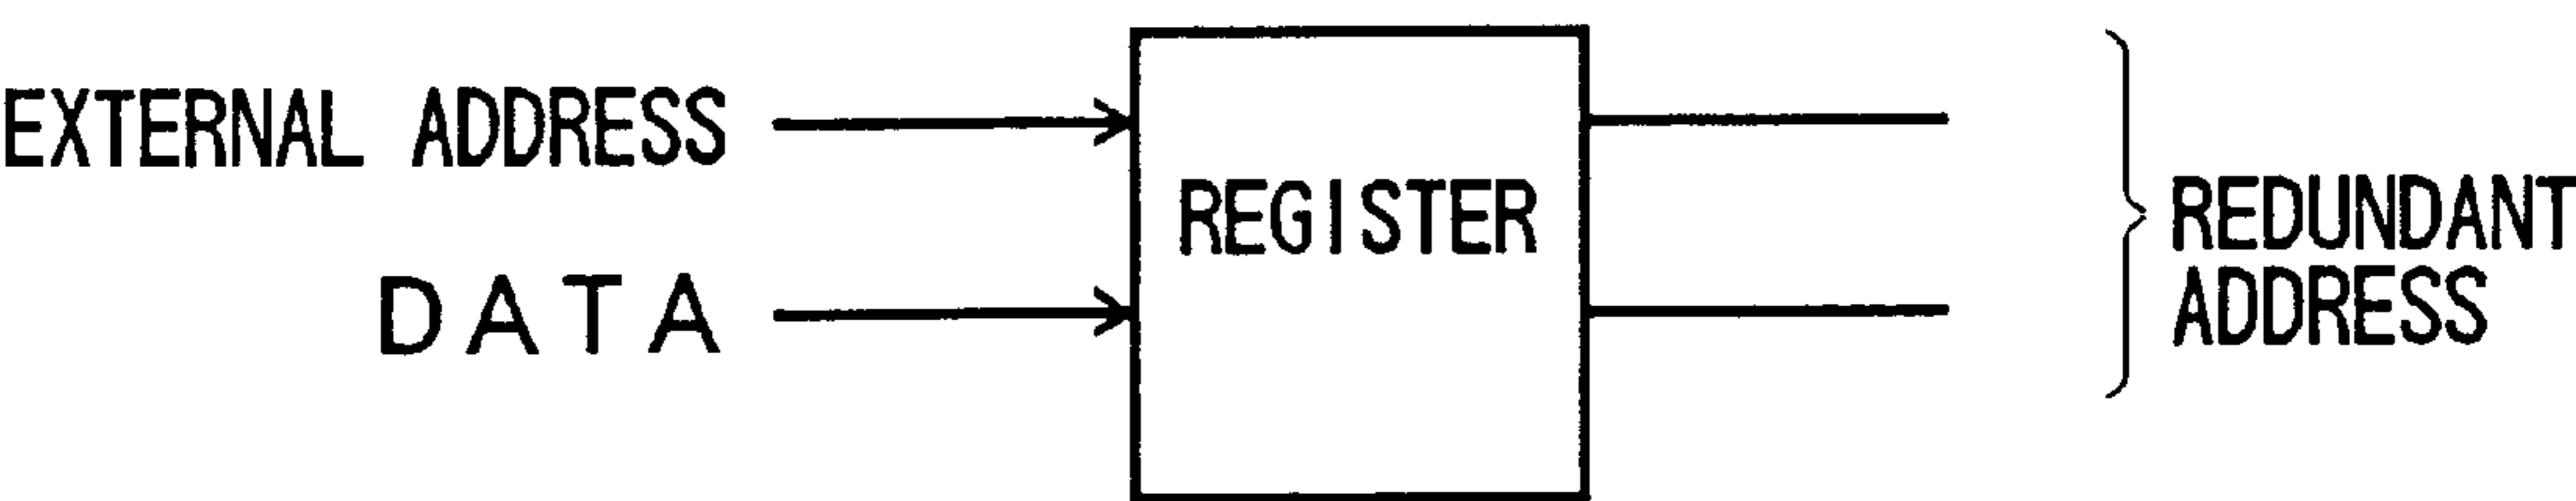 EXTERNAL ADDRESS
DATA
REGISTER
REDUNDANT
ADDRESS